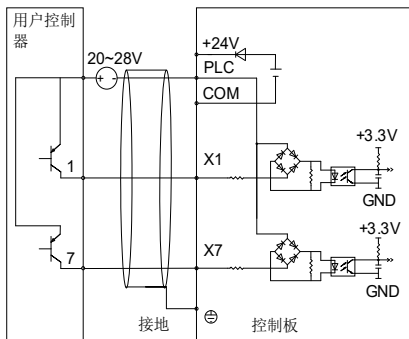 用户控制
器
20~28V
+24V
PLC
COM
1
X1
+3.3V
GND
7
X7
+3.3V
GND
接地
控制板